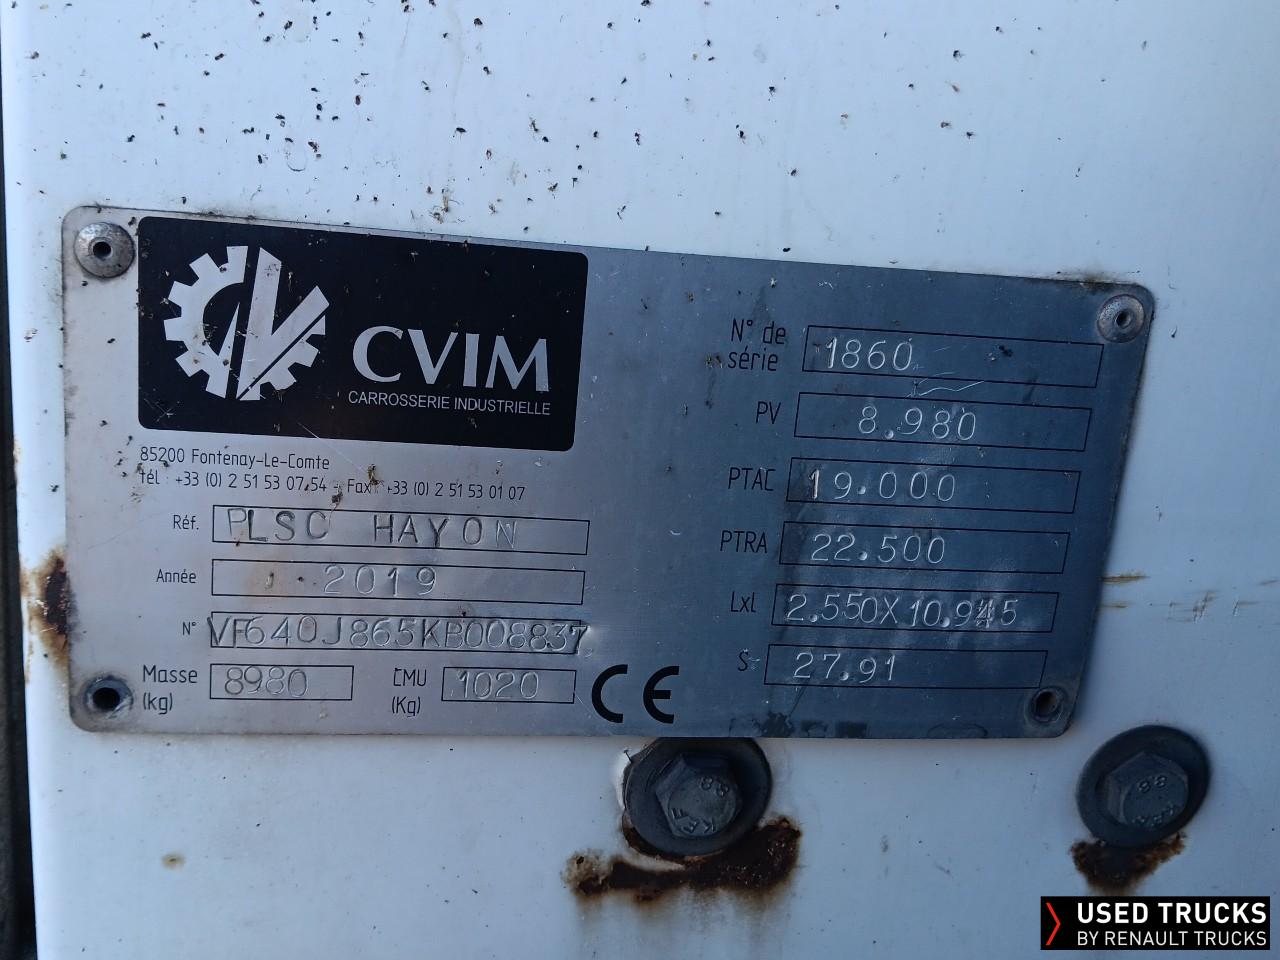 CVIM
CARROSSERIE INDUSTRIELLE
85200 Fontenay-Le-Comte
tél : +33 (0) 2 51 53 07 54 - Fax : +33 (0) 2 51 53 01 07
Réf. PLSC HAYON
Année 2019
N° VF640J865KB008837
Masse (kg) 8980
CMU (Kg) 1020
CE
N° de série 1860
PV 8.980
PTAC 19.000
PTRA 22.500
Lxl 2.550X10.945
S 27.91
88
KFA
88
USED TRUCKS
BY RENAULT TRUCKS